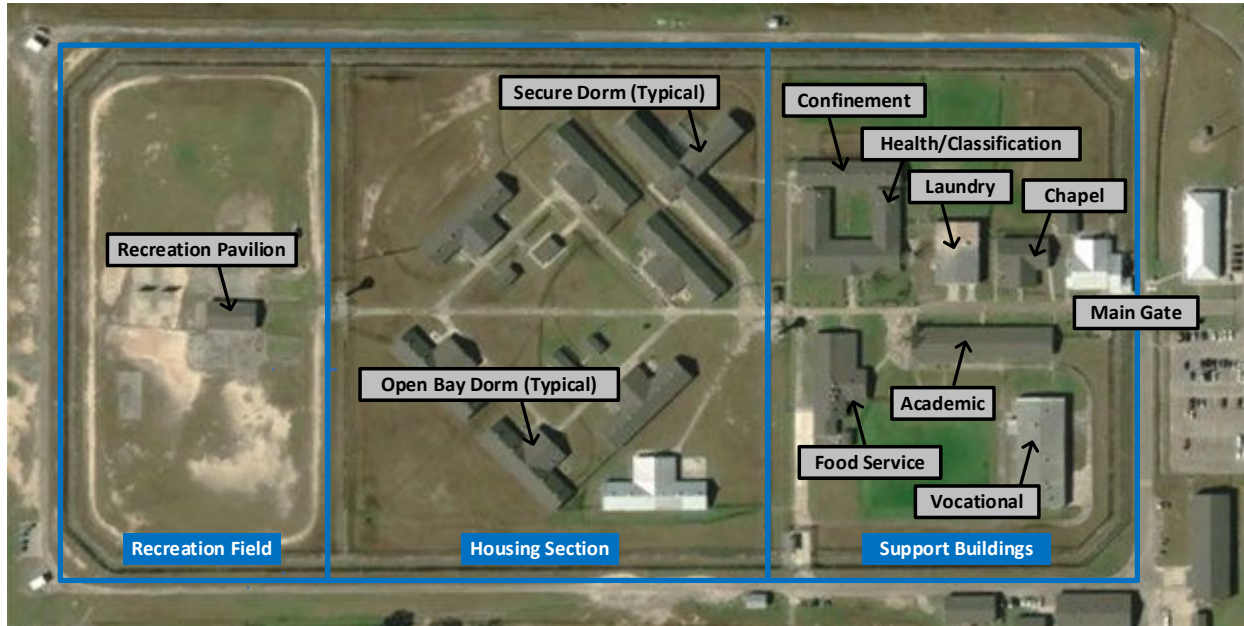 Secure Dorm (Typical)
Confinement
Health/Classification
Laundry
Chapel
Recreation Pavilion
Main Gate
Open Bay Dorm (Typical)
Academic
Food Service
Vocational
Recreation Field
Housing Section
Support Buildings